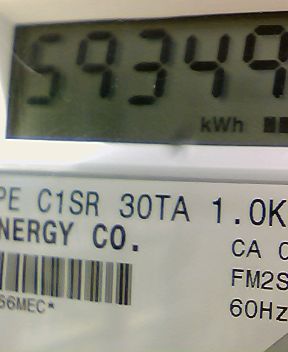 59349
kWh
PE C1SR 30TA 1.0K
NERGY CO.
CA
FM2S
60Hz
56MEC*